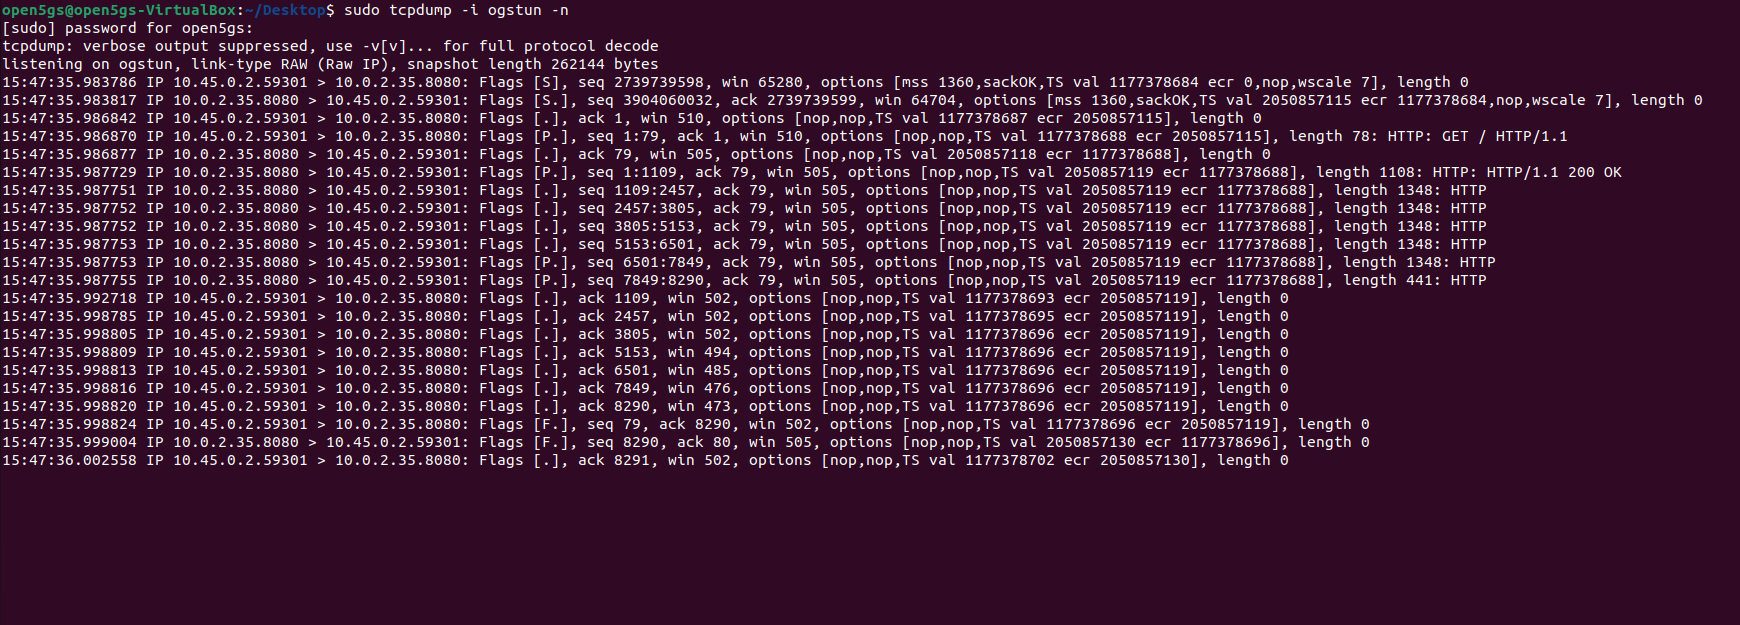 open5gs@open5gs-VirtualBox:~/Desktop$ sudo tcpdump -i ogstun -n
[sudo] password for open5gs:
tcpdump: verbose output suppressed, use -v[v]... for full protocol decode
listening on ogstun, link-type RAW (Raw IP), snapshot length 262144 bytes
15:47:35.983786 IP 10.45.0.2.59301 > 10.0.2.35.8080: Flags [S], seq 2739739598, win 65280, options [mss 1360,sackOK,TS val 1177378684 ecr 0,nop,wscale 7], length 0
15:47:35.983817 IP 10.0.2.35.8080 > 10.45.0.2.59301: Flags [S.], seq 3904060032, ack 2739739599, win 64704, options [mss 1360,sackOK,TS val 2050857115 ecr 1177378684,nop,wscale 7], length 0
15:47:35.986842 IP 10.45.0.2.59301 > 10.0.2.35.8080: Flags [.], ack 1, win 510, options [nop,nop,TS val 1177378687 ecr 2050857115], length 0
15:47:35.986870 IP 10.45.0.2.59301 > 10.0.2.35.8080: Flags [P.], seq 1:79, ack 1, win 510, options [nop,nop,TS val 1177378688 ecr 2050857115], length 78: HTTP: GET / HTTP/1.1
15:47:35.986877 IP 10.0.2.35.8080 > 10.45.0.2.59301: Flags [.], ack 79, win 505, options [nop,nop,TS val 2050857118 ecr 1177378688], length 0
15:47:35.987729 IP 10.0.2.35.8080 > 10.45.0.2.59301: Flags [P.], seq 1:1109, ack 79, win 505, options [nop,nop,TS val 2050857119 ecr 1177378688], length 1108: HTTP: HTTP/1.1 200 OK
15:47:35.987751 IP 10.0.2.35.8080 > 10.45.0.2.59301: Flags [.], seq 1109:2457, ack 79, win 505, options [nop,nop,TS val 2050857119 ecr 1177378688], length 1348: HTTP
15:47:35.987752 IP 10.0.2.35.8080 > 10.45.0.2.59301: Flags [.], seq 2457:3805, ack 79, win 505, options [nop,nop,TS val 2050857119 ecr 1177378688], length 1348: HTTP
15:47:35.987752 IP 10.0.2.35.8080 > 10.45.0.2.59301: Flags [.], seq 3805:5153, ack 79, win 505, options [nop,nop,TS val 2050857119 ecr 1177378688], length 1348: HTTP
15:47:35.987753 IP 10.0.2.35.8080 > 10.45.0.2.59301: Flags [.], seq 5153:6501, ack 79, win 505, options [nop,nop,TS val 2050857119 ecr 1177378688], length 1348: HTTP
15:47:35.987753 IP 10.0.2.35.8080 > 10.45.0.2.59301: Flags [P.], seq 6501:7849, ack 79, win 505, options [nop,nop,TS val 2050857119 ecr 1177378688], length 1348: HTTP
15:47:35.987755 IP 10.0.2.35.8080 > 10.45.0.2.59301: Flags [P.], seq 7849:8290, ack 79, win 505, options [nop,nop,TS val 2050857119 ecr 1177378688], length 441: HTTP
15:47:35.992718 IP 10.45.0.2.59301 > 10.0.2.35.8080: Flags [.], ack 1109, win 502, options [nop,nop,TS val 1177378693 ecr 2050857119], length 0
15:47:35.998785 IP 10.45.0.2.59301 > 10.0.2.35.8080: Flags [.], ack 2457, win 502, options [nop,nop,TS val 1177378695 ecr 2050857119], length 0
15:47:35.998805 IP 10.45.0.2.59301 > 10.0.2.35.8080: Flags [.], ack 3805, win 502, options [nop,nop,TS val 1177378696 ecr 2050857119], length 0
15:47:35.998809 IP 10.45.0.2.59301 > 10.0.2.35.8080: Flags [.], ack 5153, win 494, options [nop,nop,TS val 1177378696 ecr 2050857119], length 0
15:47:35.998813 IP 10.45.0.2.59301 > 10.0.2.35.8080: Flags [.], ack 6501, win 485, options [nop,nop,TS val 1177378696 ecr 2050857119], length 0
15:47:35.998816 IP 10.45.0.2.59301 > 10.0.2.35.8080: Flags [.], ack 7849, win 476, options [nop,nop,TS val 1177378696 ecr 2050857119], length 0
15:47:35.998820 IP 10.45.0.2.59301 > 10.0.2.35.8080: Flags [.], ack 8290, win 473, options [nop,nop,TS val 1177378696 ecr 2050857119], length 0
15:47:35.998824 IP 10.45.0.2.59301 > 10.0.2.35.8080: Flags [F.], seq 79, ack 8290, win 502, options [nop,nop,TS val 1177378696 ecr 2050857119], length 0
15:47:35.999004 IP 10.0.2.35.8080 > 10.45.0.2.59301: Flags [F.], seq 8290, ack 80, win 505, options [nop,nop,TS val 2050857130 ecr 1177378696], length 0
15:47:36.002558 IP 10.45.0.2.59301 > 10.0.2.35.8080: Flags [.], ack 8291, win 502, options [nop,nop,TS val 1177378702 ecr 2050857130], length 0